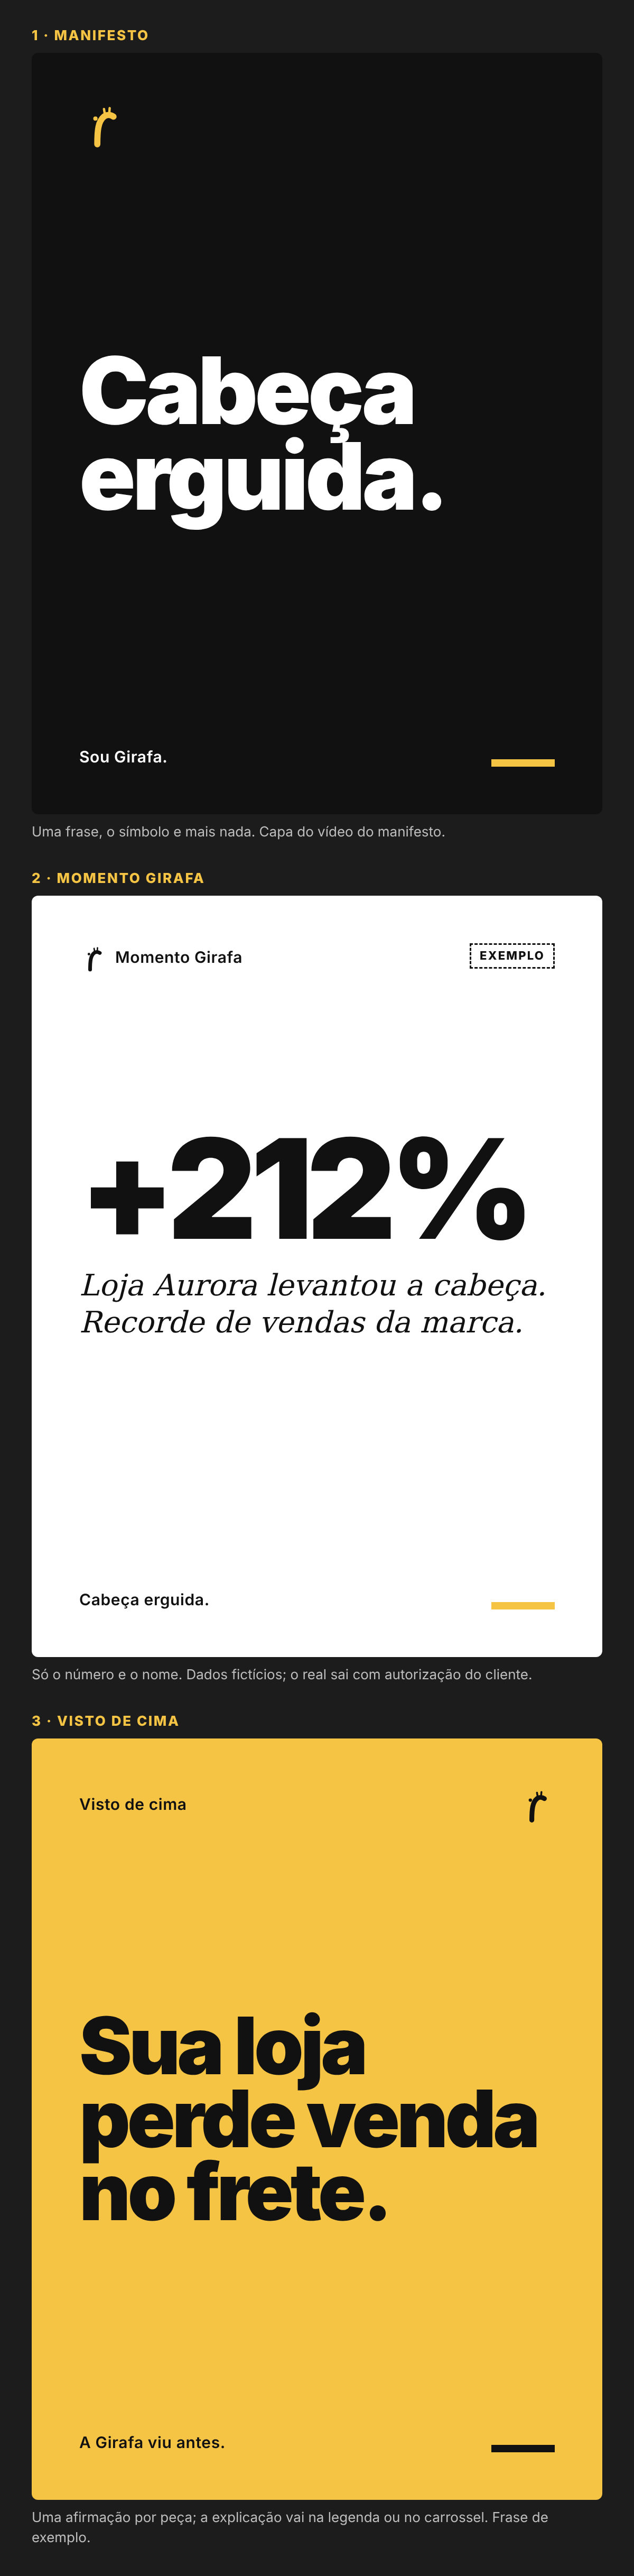 1 · MANIFESTO
Cabeça
erguida.
Sou Girafa.
Uma frase, o símbolo e mais nada. Capa do vídeo do manifesto.
2 · MOMENTO GIRAFA
Momento Girafa
EXEMPLO
+212%
Loja Aurora levantou a cabeça.
Recorde de vendas da marca.
Cabeça erguida.
Só o número e o nome. Dados fictícios; o real sai com autorização do cliente.
3 · VISTO DE CIMA
Visto de cima
Sua loja
perde venda
no frete.
A Girafa viu antes.
Uma afirmação por peça; a explicação vai na legenda ou no carrossel. Frase de
exemplo.